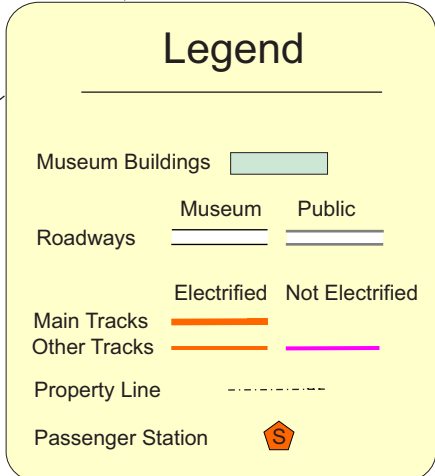 Legend
Museum Buildings
Museum Public
Roadways
Electrified Not Electrified
Main Tracks
Other Tracks
Property Line
Passenger Station S